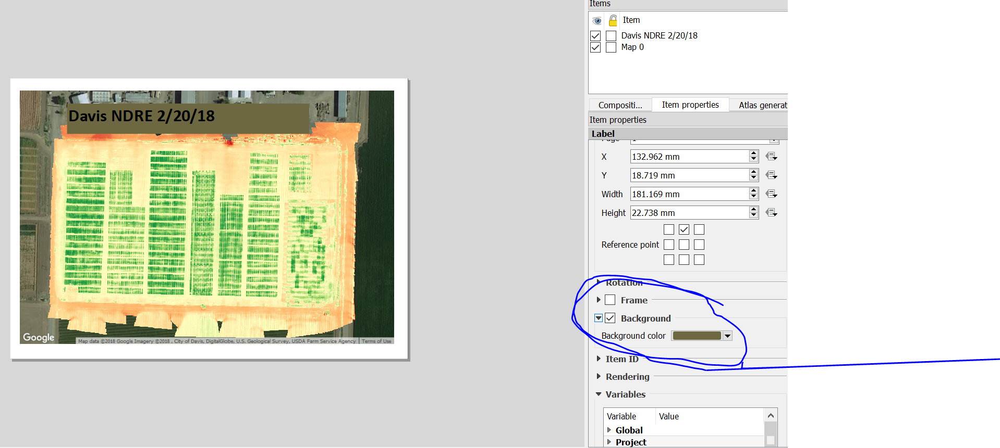 Items
Item
Davis NDRE 2/20/18
Map 0
Davis NDRE 2/20/18
Google
Map data ©2018 Google Imagery ©2018 , City of Davis, DigitalGlobe, U.S. Geological Survey, USDA Farm Service Agency
Terms of Use
Compositi...
Item properties
Atlas generat
Item properties
Label
X
132.962 mm
Y
18.719 mm
Width
181.169 mm
Height
22.738 mm
Reference point
Rotation
Frame
Background
Background color
Item ID
Rendering
Variables
Variable
Value
Global
Project